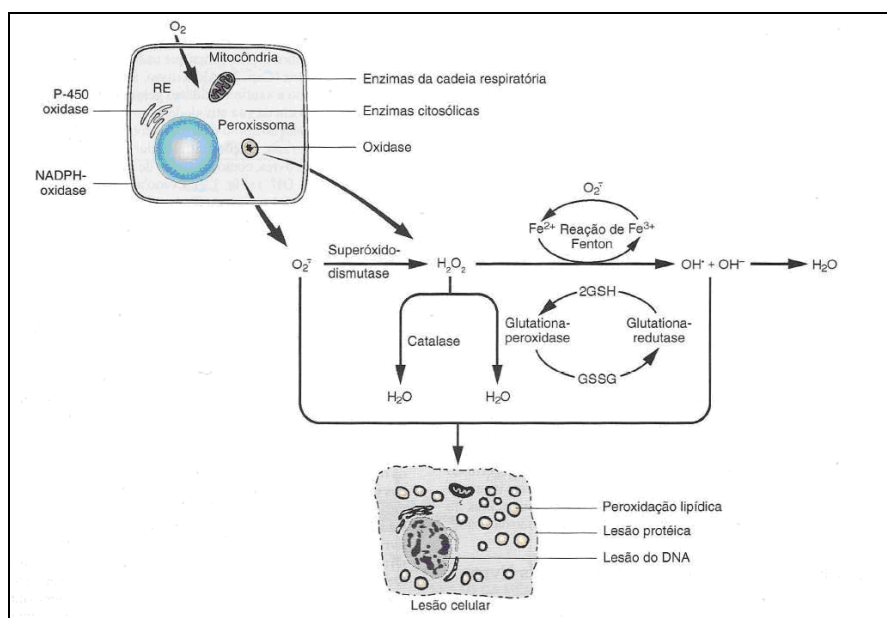 O₂
Mitocôndria
Enzimas da cadeia respiratória
RE
P-450
oxidase
Enzimas citosólicas
Peroxissoma
Oxidase
NADPH-
oxidase
O₂⁻
Fe²⁺ Reação de Fe³⁺
Fenton
O₂⁻
Superóxido-
dismutase
H₂O₂
OH• + OH⁻
H₂O
2GSH
Glutationa-
peroxidase
Glutationa-
redutase
GSSG
Catalase
H₂O
H₂O
Peroxidação lipídica
Lesão protéica
Lesão do DNA
Lesão celular